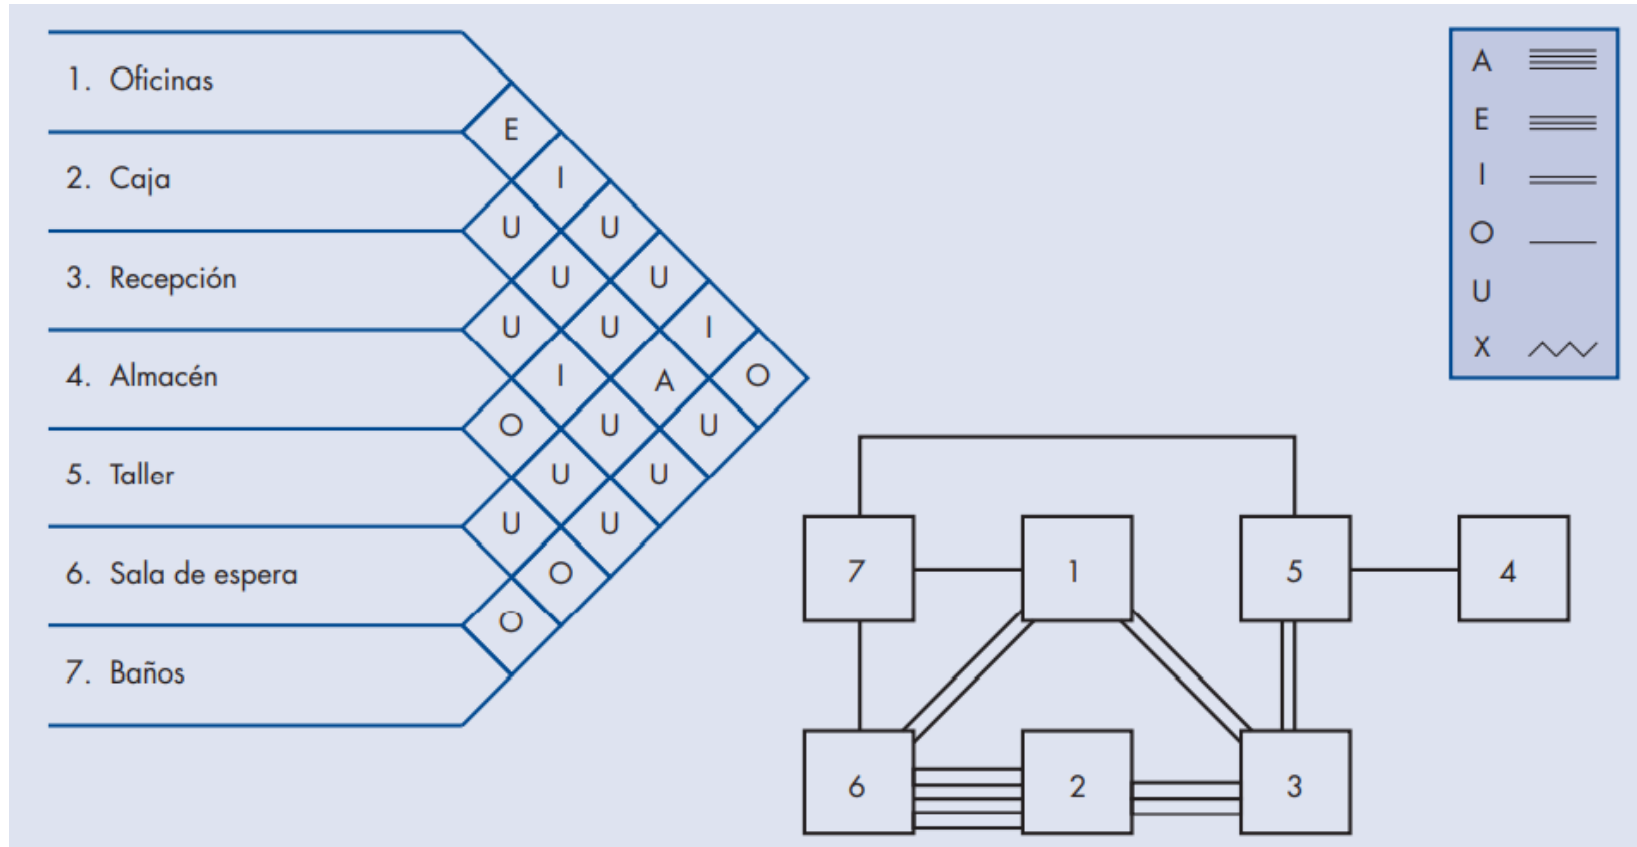 1. Oficinas
2. Caja
3. Recepción
4. Almacén
5. Taller
6. Sala de espera
7. Baños
E
I
U U
U U
U U I
I A O
O U U
U U
U U
O
O
A
E
I
O
U
X
7 1 5 4
6 2 3